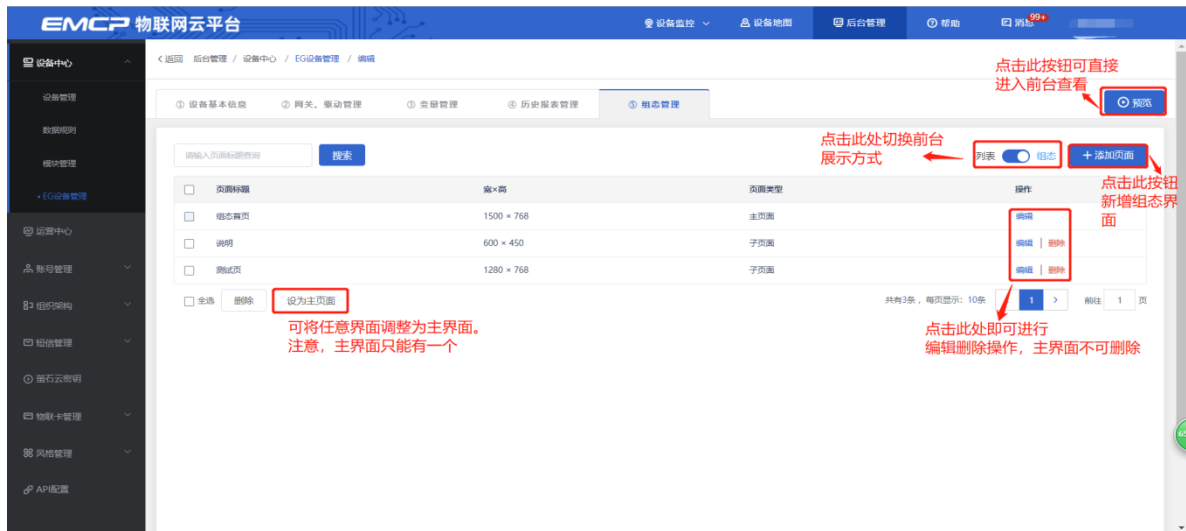 EMCP 物联网云平台
设备监控
设备地图
后台管理
帮助
消息
99+
设备中心
设备管理
数据规则
模块管理
EG设备管理
运营中心
账号管理
组织架构
短信管理
萤石云密钥
物联卡管理
风格管理
API配置
返回 后台管理 / 设备中心 / EG设备管理 / 编辑
① 设备基本信息
② 网关、驱动管理
③ 变量管理
④ 历史报表管理
⑤ 组态管理
点击此按钮可直接
进入前台查看
预览
请输入页面标题查询
搜索
点击此处切换前台
展示方式
列表
组态
+添加页面
点击此按钮
新增组态界
面
页面标题 宽×高 页面类型 操作
组态首页 1500 × 768 主页面 编辑
说明 600 × 450 子页面 编辑 | 删除
测试页 1280 × 768 子页面 编辑 | 删除
全选 删除 设为主页面
共有3条，每页显示：10条 1 > 前往 1 页
可将任意界面调整为主界面。
注意，主界面只能有一个
点击此处即可进行
编辑删除操作，主界面不可删除